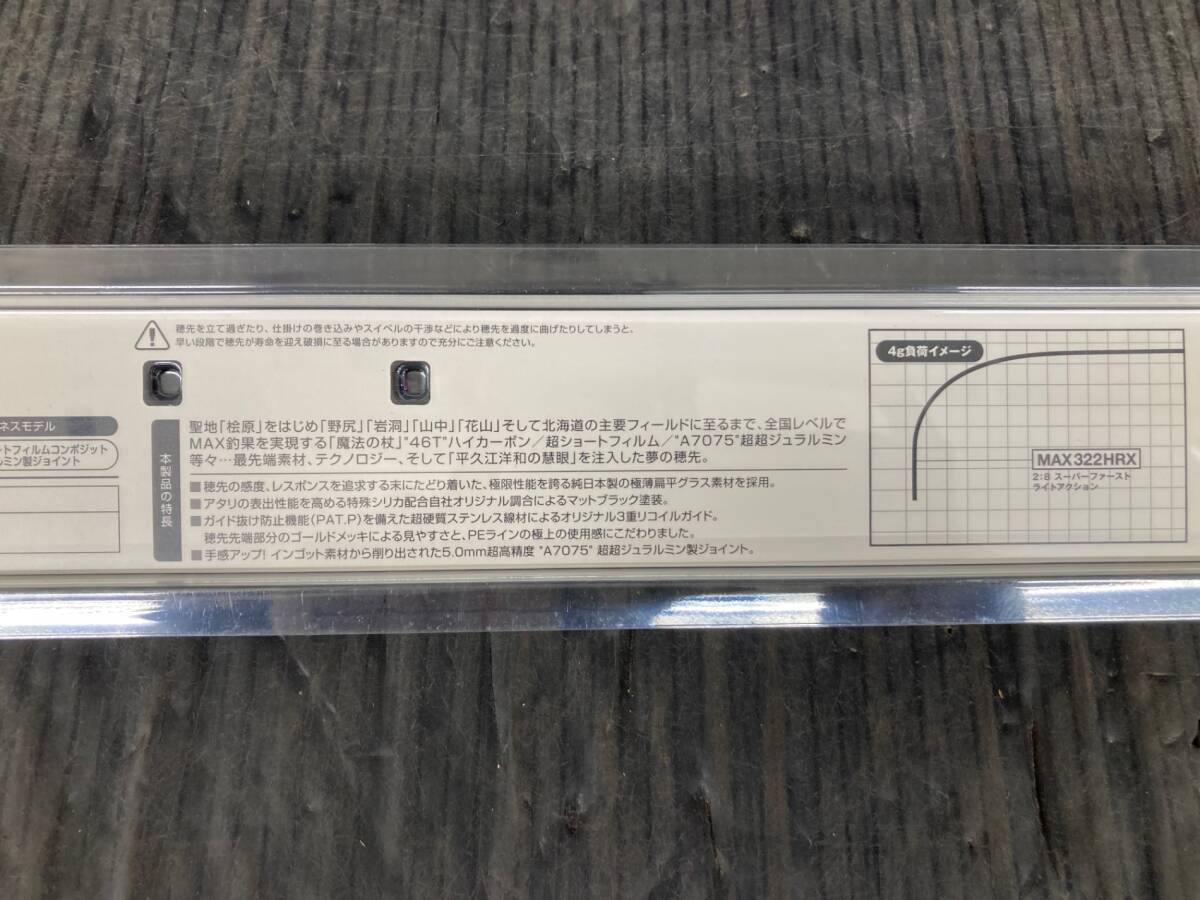 穂先を立て過ぎたり、仕掛けの巻き込みやスイベルの干渉などにより穂先を過度に曲げたりしてしまうと、
早い段階で穂先が寿命を迎え破損に至る場合がありますので充分にご注意ください。
ネスモデル
ートフィルムコンポジット
ルミン製ジョイント
本製品の特長
聖地「桧原」をはじめ「野尻」「岩洞」「山中」「花山」そして北海道の主要フィールドに至るまで、全国レベルで
MAX釣果を実現する「魔法の杖」"46T"ハイカーボン/超ショートフィルム/"A7075"超超ジュラルミン
等々…最先端素材、テクノロジー、そして「平久江洋和の慧眼」を注入した夢の穂先。
■穂先の感度、レスポンスを追求する末にたどり着いた、極限性能を誇る純日本製の極薄扁平グラス素材を採用。
■アタリの表出性能を高める特殊シリカ配合自社オリジナル調合によるマットブラック塗装。
■ガイド抜け防止機能(PAT.P)を備えた超硬質ステンレス線材によるオリジナル3重リコイルガイド。
穂先先端部分のゴールドメッキによる見やすさと、PEラインの極上の使用感にこだわりました。
■手感アップ! インゴット素材から削り出された5.0mm超高精度 "A7075" 超超ジュラルミン製ジョイント。
4g負荷イメージ
MAX322HRX
2:8 スーパーファースト
ライトアクション